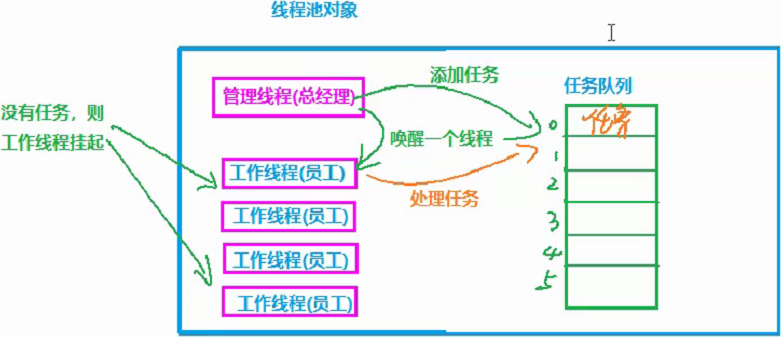 线程池对象
管理线程(总经理)
添加任务
任务队列
没有任务，则
工作线程挂起
唤醒一个线程
工作线程(员工)
处理任务
工作线程(员工)
工作线程(员工)
工作线程(员工)
0
任务
1
2
3
4
5